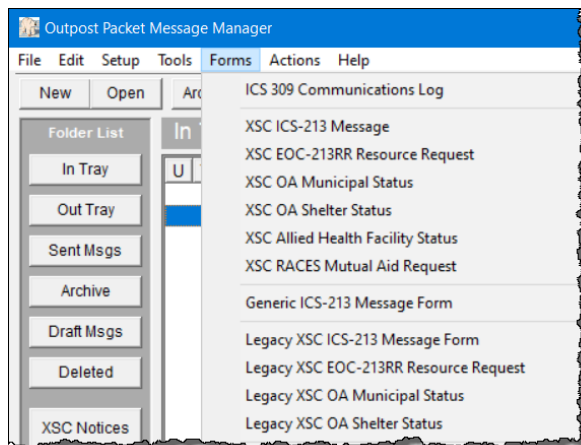 Outpost Packet Message Manager
File Edit Setup Tools Forms Actions Help
New Open Arc
Folder List
In Tray
Out Tray
Sent Msgs
Archive
Draft Msgs
Deleted
XSC Notices
In T
U
ICS 309 Communications Log
XSC ICS-213 Message
XSC EOC-213RR Resource Request
XSC OA Municipal Status
XSC OA Shelter Status
XSC Allied Health Facility Status
XSC RACES Mutual Aid Request
Generic ICS-213 Message Form
Legacy XSC ICS-213 Message Form
Legacy XSC EOC-213RR Resource Request
Legacy XSC OA Municipal Status
Legacy XSC OA Shelter Status